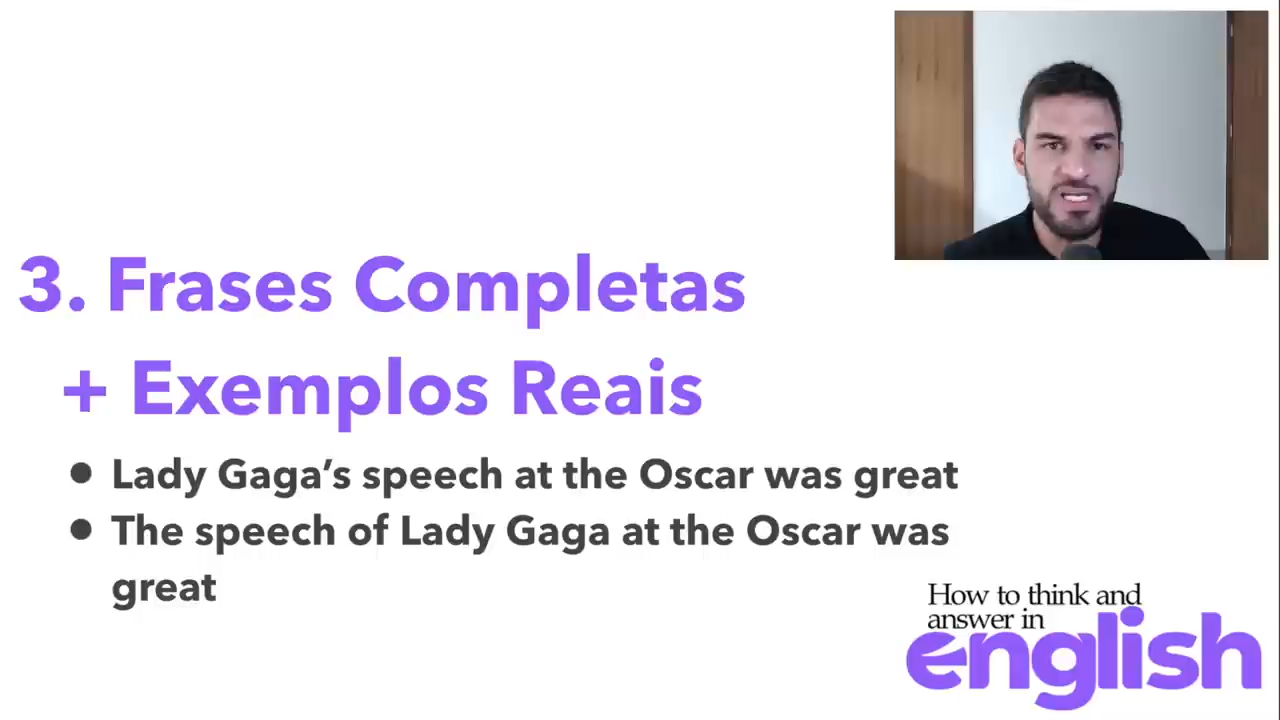 3. Frases Completas
+ Exemplos Reais
• Lady Gaga’s speech at the Oscar was great
• The speech of Lady Gaga at the Oscar was
great
How to think and
answer in
english